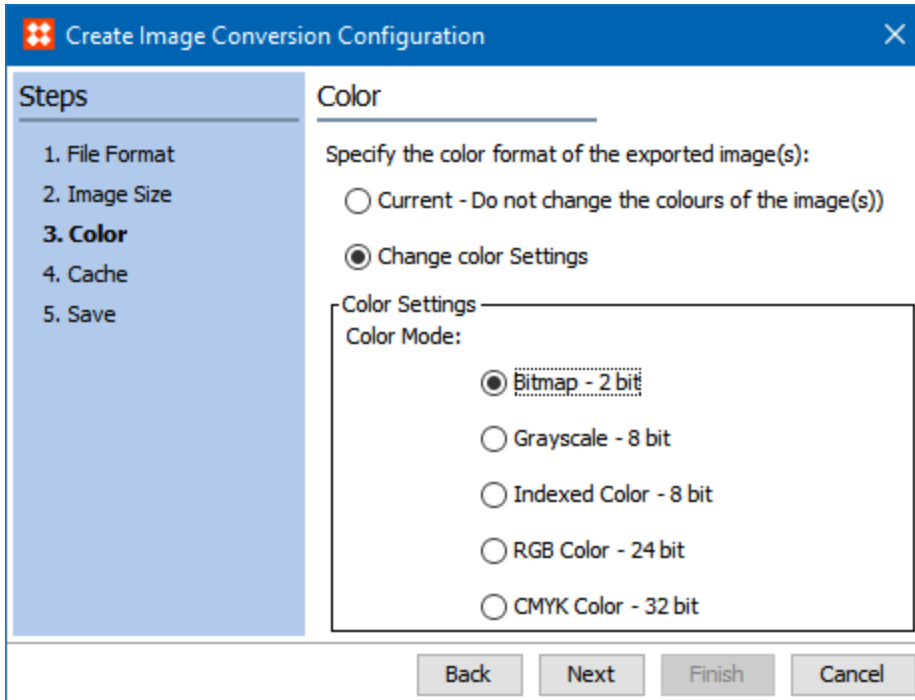 Create Image Conversion Configuration
Steps
1. File Format
2. Image Size
3. Color
4. Cache
5. Save
Color
Specify the color format of the exported image(s):
Current - Do not change the colours of the image(s))
Change color Settings
Color Settings
Color Mode:
Bitmap - 2 bit
Grayscale - 8 bit
Indexed Color - 8 bit
RGB Color - 24 bit
CMYK Color - 32 bit
Back
Next
Finish
Cancel